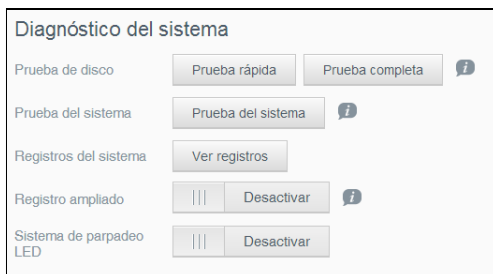 Diagnóstico del sistema
Prueba de disco Prueba rápida Prueba completa i
Prueba del sistema Prueba del sistema i
Registros del sistema Ver registros
Registro ampliado Desactivar i
Sistema de parpadeo
LED Desactivar